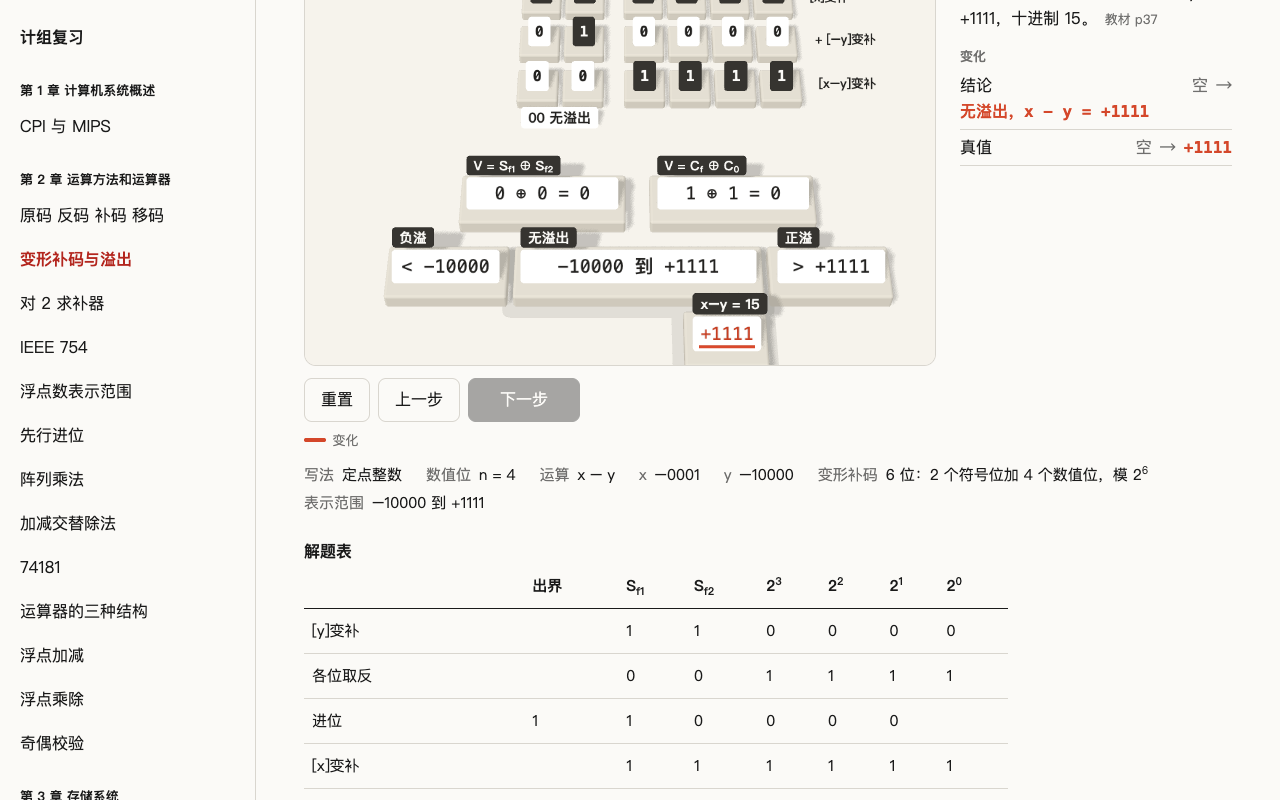 计组复习
第 1 章 计算机系统概述
CPI 与 MIPS
第 2 章 运算方法和运算器
原码 反码 补码 移码
变形补码与溢出
对 2 求补器
IEEE 754
浮点数表示范围
先行进位
阵列乘法
加减交替除法
74181
运算器的三种结构
浮点加减
浮点乘除
奇偶校验
第 3 章 存储系统
0 1 0 0 0 0 + [−y]变补
0 0 1 1 1 1 [x−y]变补
00 无溢出
V = Sf1 ⊕ Sf2
0 ⊕ 0 = 0
V = Cf ⊕ C0
1 ⊕ 1 = 0
负溢
< −10000
无溢出
−10000 到 +1111
正溢
> +1111
x−y = 15
+1111
重置
上一步
下一步
变化
写法 定点整数 数值位 n = 4 运算 x − y x −0001 y −10000 变形补码 6 位：2 个符号位加 4 个数值位，模 2⁶
表示范围 −10000 到 +1111
解题表
出界 Sf1 Sf2 2³ 2² 2¹ 2⁰
[y]变补 1 1 0 0 0 0
各位取反 0 0 1 1 1 1
进位 1 1 0 0 0 0
[x]变补 1 1 1 1 1 1
+1111，十进制 15。 教材 p37
变化
结论 空 →
无溢出，x − y = +1111
真值 空 → +1111